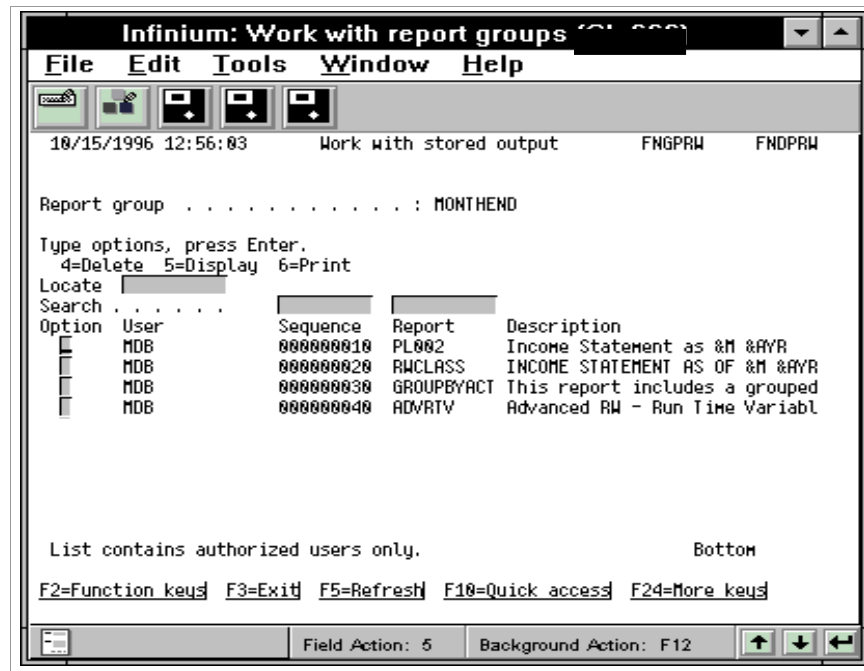 Infinium: Work with report groups
File Edit Tools Window Help
10/15/1996 12:56:03 Work with stored output FNGPRW FNDPRW
Report group . . . . . . . . . . . . : MONTHEND
Type options, press Enter.
4=Delete 5=Display 6=Print
Locate
Search . . . . . .
Option User Sequence Report Description
MDB 000000010 PL002 Income Statement as &M &AYR
MDB 000000020 RWCLASS INCOME STATEMENT AS OF &M &AYR
MDB 000000030 GROUPBYACT This report includes a grouped
MDB 000000040 ADVRTV Advanced RW - Run Time Variabl
List contains authorized users only. Bottom
F2=Function keys F3=Exit F5=Refresh F10=Quick access F24=More keys
Field Action: 5 Background Action: F12